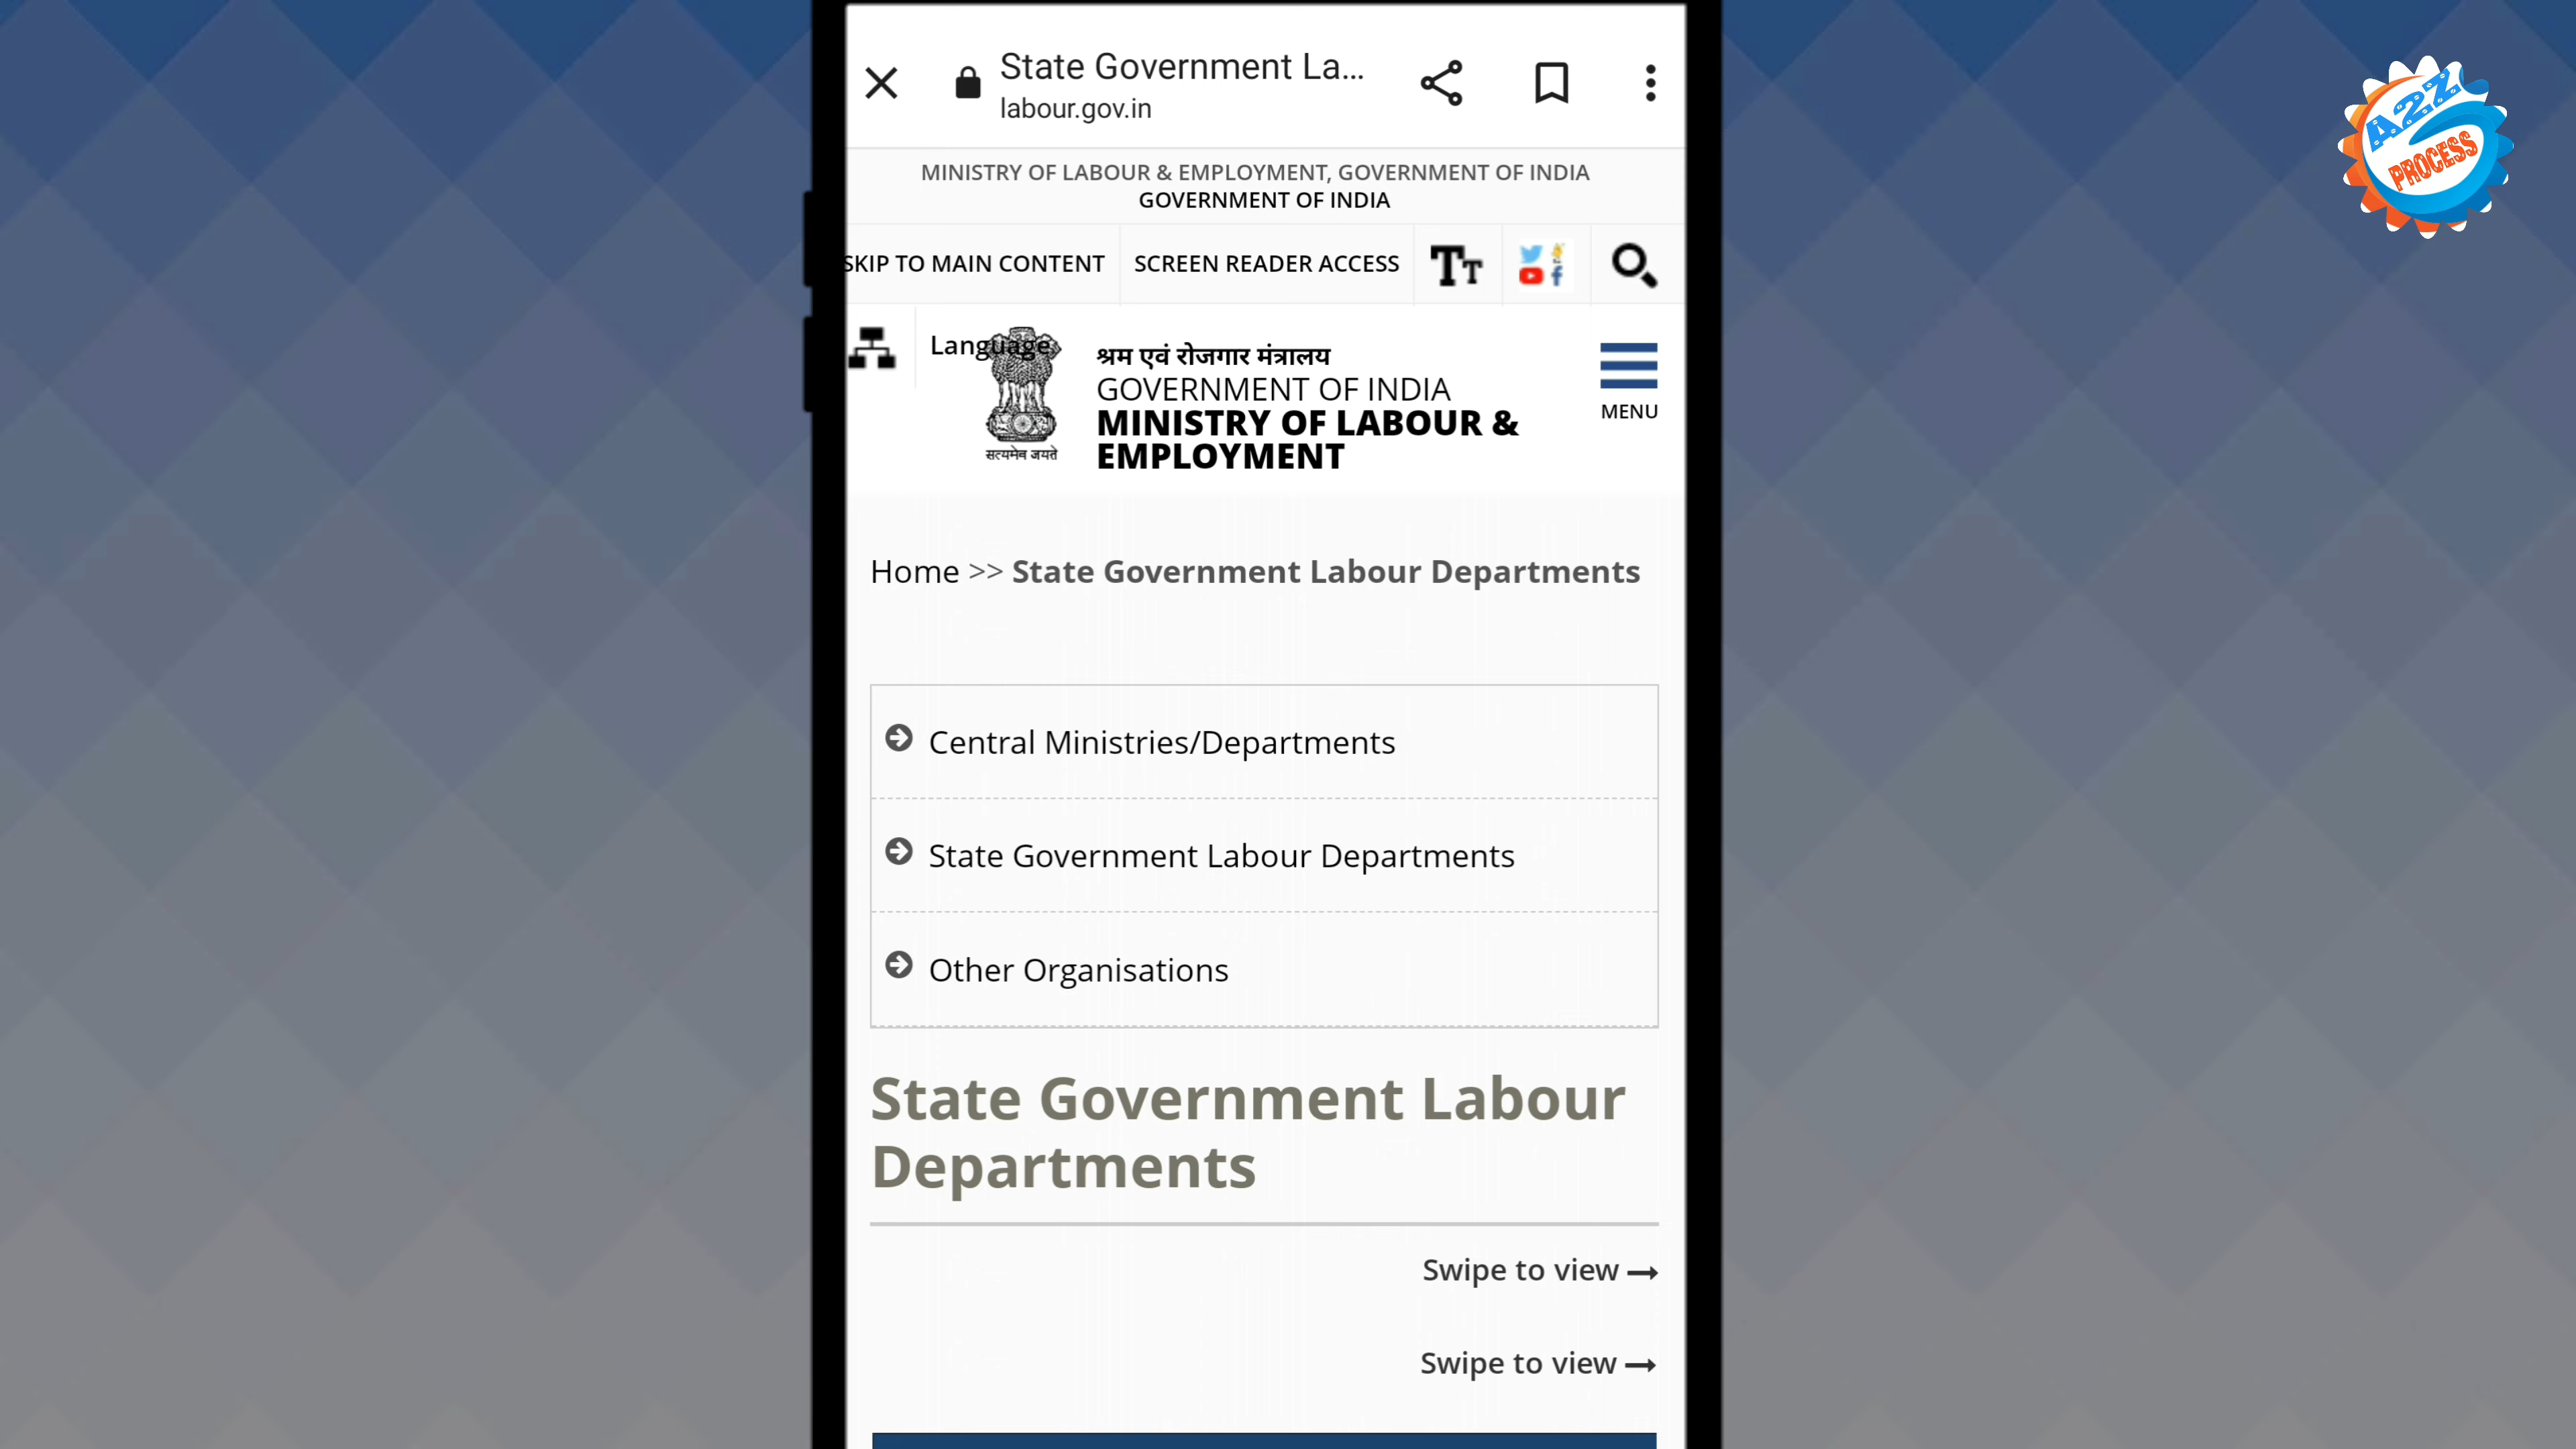 State Government La...
labour.gov.in
A2Z
PROCESS
MINISTRY OF LABOUR & EMPLOYMENT, GOVERNMENT OF INDIA
GOVERNMENT OF INDIA
SKIP TO MAIN CONTENT
SCREEN READER ACCESS
Language
श्रम एवं रोजगार मंत्रालय
GOVERNMENT OF INDIA
MINISTRY OF LABOUR &
EMPLOYMENT
सत्यमेव जयते
MENU
Home >> State Government Labour Departments
Central Ministries/Departments
State Government Labour Departments
Other Organisations
State Government Labour
Departments
Swipe to view
Swipe to view